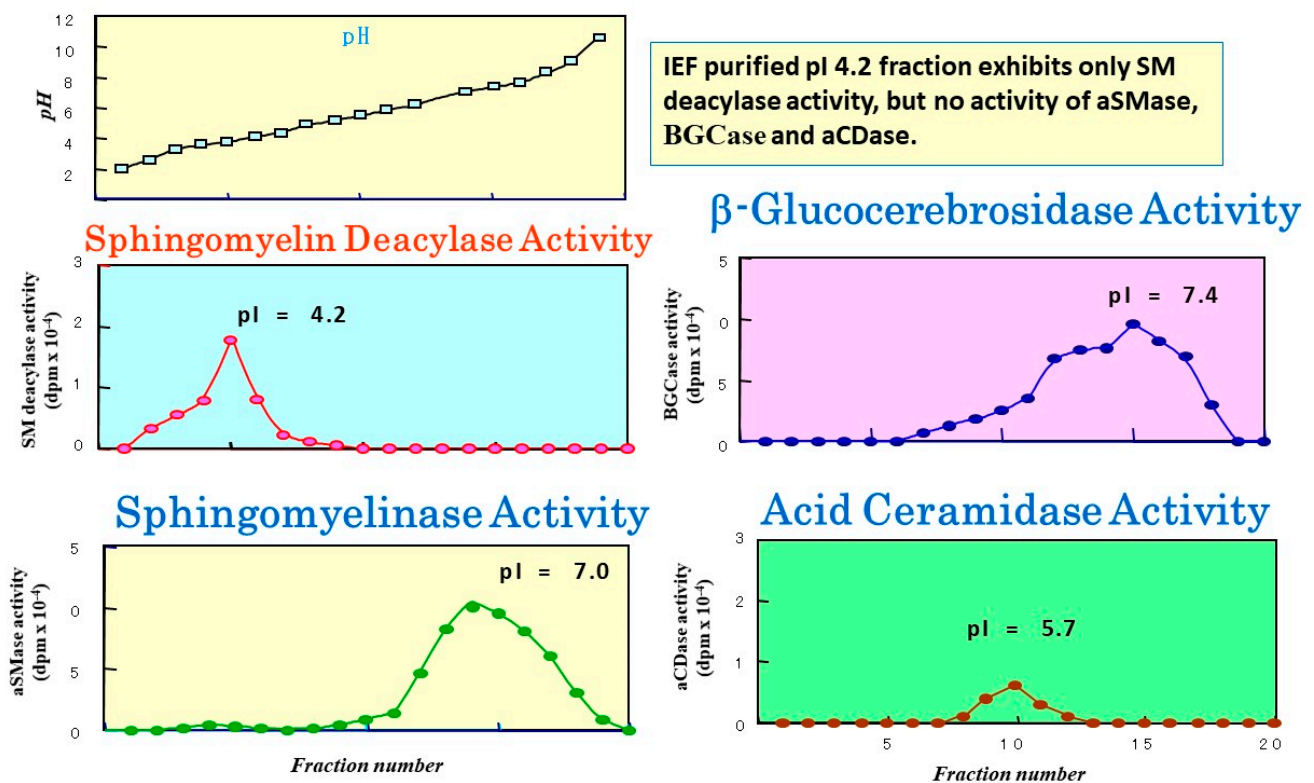 12
10
8
6
4
2
pH
pH
IEF purified pI 4.2 fraction exhibits only SM
deacylase activity, but no activity of aSMase,
BGCase and aCDase.
Sphingomyelin Deacylase Activity
3
2
1
0
SM deacylase activity
(dpm x 10⁻⁴)
pI = 4.2
β-Glucocerebrosidase Activity
5
0
5
0
BGCase activity
(dpm x 10⁻⁴)
pI = 7.4
Sphingomyelinase Activity
5
0
5
0
aSMase activity
(dpm x 10⁻⁴)
pI = 7.0
Fraction number
Acid Ceramidase Activity
3
2
1
0
aCDase activity
(dpm x 10⁻⁴)
pI = 5.7
5 10 15 20
Fraction number